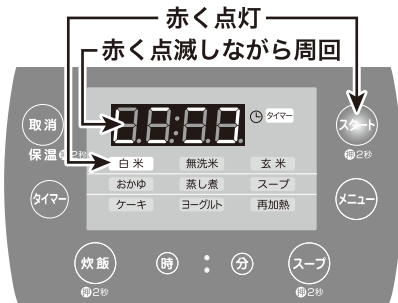 赤く点灯
赤く点滅しながら周回
88:88 タイマー
取消
スタート
保温 押2秒
押2秒
白米 無洗米 玄米
おかゆ 蒸し煮 スープ
ケーキ ヨーグルト 再加熱
タイマー
メニュー
炊飯 時 : 分 スープ
押2秒 押2秒